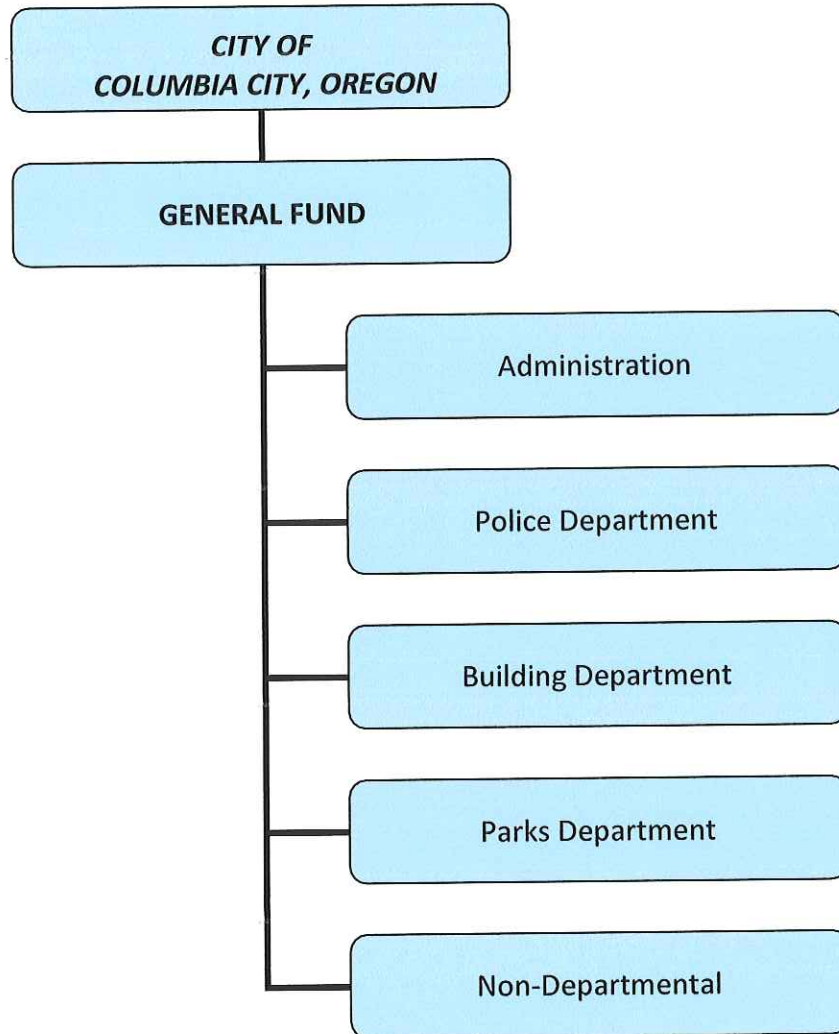 CITY OF
COLUMBIA CITY, OREGON
GENERAL FUND
Administration
Police Department
Building Department
Parks Department
Non-Departmental